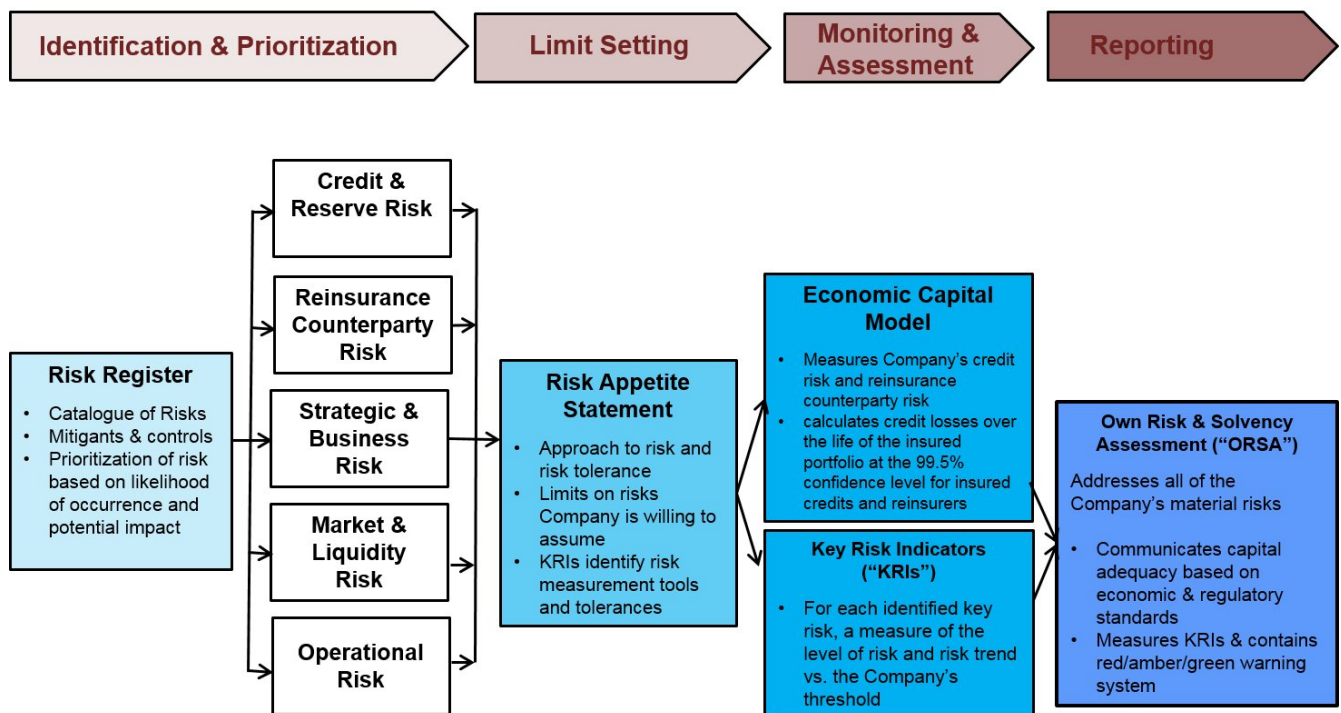 Identification & Prioritization
Limit Setting
Monitoring &
Assessment
Reporting
Credit &
Reserve Risk
Reinsurance
Counterparty
Risk
Strategic &
Business
Risk
Market &
Liquidity
Risk
Operational
Risk
Risk Register
• Catalogue of Risks
• Mitigants & controls
• Prioritization of risk
based on likelihood
of occurrence and
potential impact
Risk Appetite
Statement
• Approach to risk and
risk tolerance
• Limits on risks
Company is willing to
assume
• KRIs identify risk
measurement tools
and tolerances
Economic Capital
Model
• Measures Company's credit
risk and reinsurance
counterparty risk
• calculates credit losses over
the life of the insured
portfolio at the 99.5%
confidence level for insured
credits and reinsurers
Key Risk Indicators
("KRIs")
• For each identified key
risk, a measure of the
level of risk and risk trend
vs. the Company's
threshold
Own Risk & Solvency
Assessment ("ORSA")
Addresses all of the
Company's material risks
• Communicates capital
adequacy based on
economic & regulatory
standards
• Measures KRIs & contains
red/amber/green warning
system